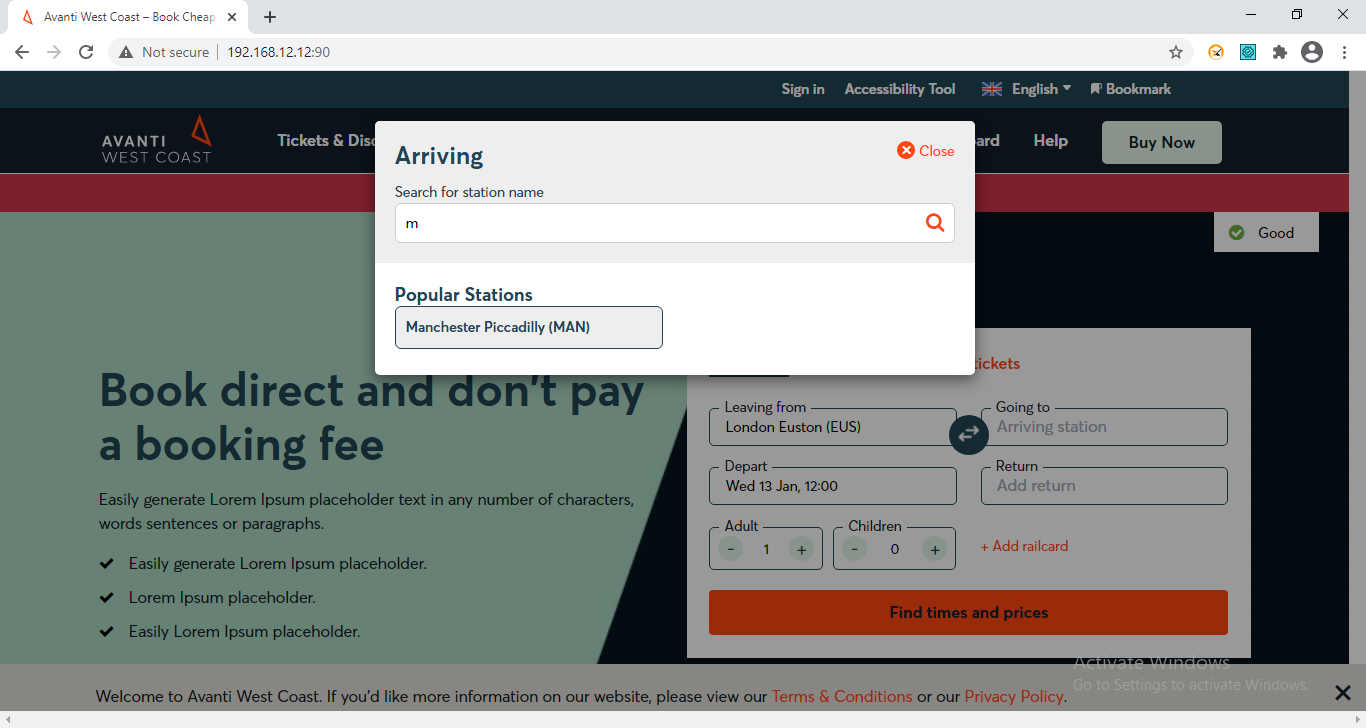 Avanti West Coast – Book Cheap
Not secure
192.168.12.12:90
Sign in
Accessibility Tool
English
Bookmark
AVANTI
WEST COAST
Tickets &
Help
Buy Now
Arriving
Close
Search for station name
m
Good
Popular Stations
Manchester Piccadilly (MAN)
Book direct and don't pay
a booking fee
Easily generate Lorem Ipsum placeholder text in any number of characters,
words sentences or paragraphs.
Easily generate Lorem Ipsum placeholder.
Lorem Ipsum placeholder.
Easily Lorem Ipsum placeholder.
tickets
Leaving from
London Euston (EUS)
Going to
Arriving station
Depart
Wed 13 Jan, 12:00
Return
Add return
Adult
- 1 +
Children
- 0 +
+ Add railcard
Find times and prices
Activate Windows
Go to Settings to activate Windows.
Welcome to Avanti West Coast. If you'd like more information on our website, please view our Terms & Conditions or our Privacy Policy.